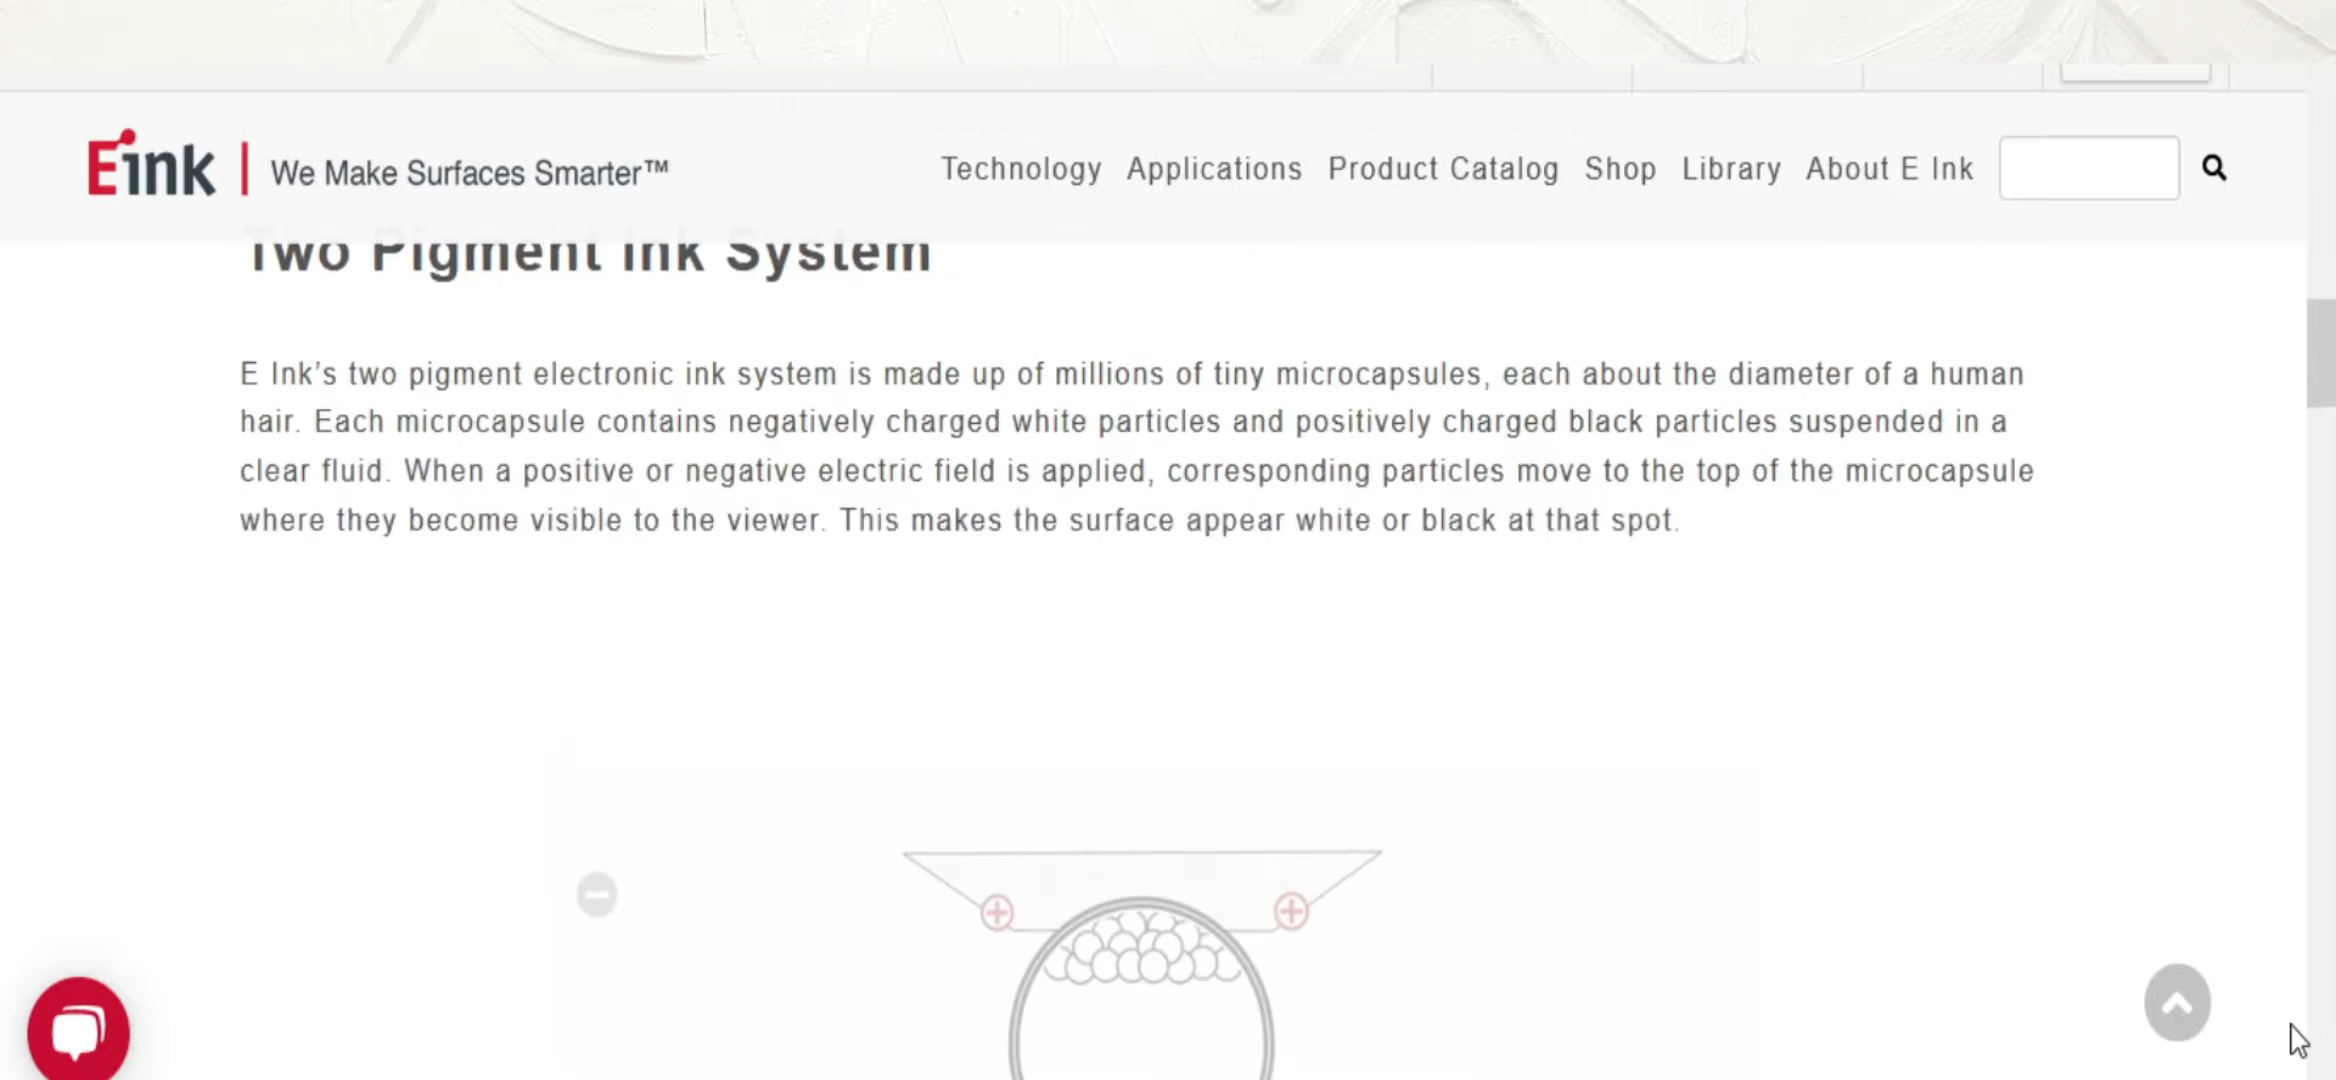 Eink
We Make Surfaces Smarter™
Technology Applications Product Catalog Shop Library About E Ink
Two Pigment Ink System
E Ink’s two pigment electronic ink system is made up of millions of tiny microcapsules, each about the diameter of a human
hair. Each microcapsule contains negatively charged white particles and positively charged black particles suspended in a
clear fluid. When a positive or negative electric field is applied, corresponding particles move to the top of the microcapsule
where they become visible to the viewer. This makes the surface appear white or black at that spot.